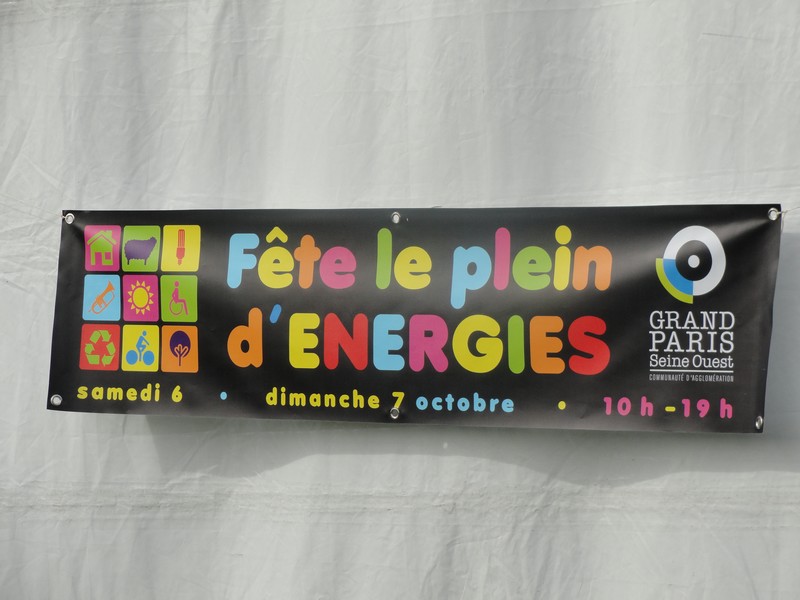 Fête le plein
d'ENERGIES
samedi 6 • dimanche 7 octobre • 10 h - 19 h
GRAND
PARIS
Seine Ouest
COMMUNAUTÉ D'AGGLOMÉRATION